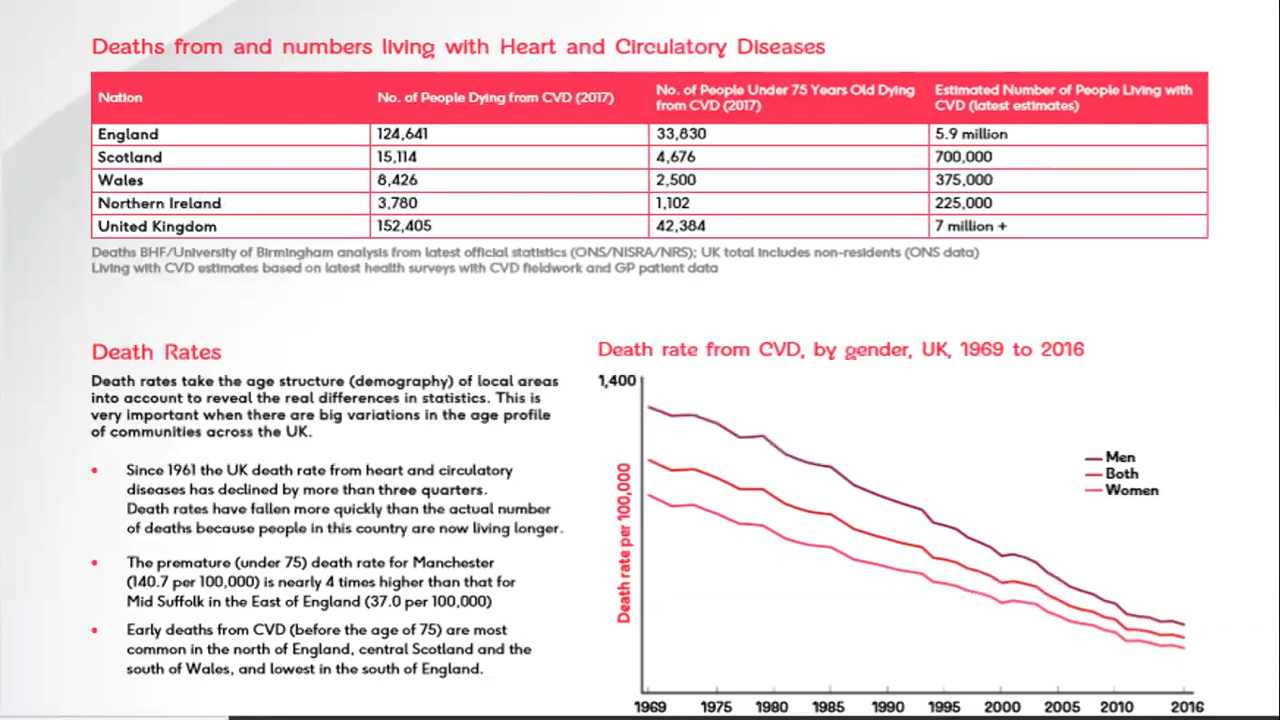 Deaths from and numbers living with Heart and Circulatory Diseases
Nation No. of People Dying from CVD (2017) No. of People Under 75 Years Old Dying from CVD (2017) Estimated Number of People Living with CVD (latest estimates)
England 124,641 33,830 5.9 million
Scotland 15,114 4,676 700,000
Wales 8,426 2,500 375,000
Northern Ireland 3,780 1,102 225,000
United Kingdom 152,405 42,384 7 million +
Deaths BHF/University of Birmingham analysis from latest official statistics (ONS/NISRA/NRS); UK total includes non-residents (ONS data)
Living with CVD estimates based on latest health surveys with CVD fieldwork and GP patient data
Death Rates
Death rates take the age structure (demography) of local areas
into account to reveal the real differences in statistics. This is
very important when there are big variations in the age profile
of communities across the UK.
• Since 1961 the UK death rate from heart and circulatory
diseases has declined by more than three quarters.
Death rates have fallen more quickly than the actual number
of deaths because people in this country are now living longer.
• The premature (under 75) death rate for Manchester
(140.7 per 100,000) is nearly 4 times higher than that for
Mid Suffolk in the East of England (37.0 per 100,000)
• Early deaths from CVD (before the age of 75) are most
common in the north of England, central Scotland and the
south of Wales, and lowest in the south of England.
Death rate from CVD, by gender, UK, 1969 to 2016
1,400
Death rate per 100,000
Men
Both
Women
1969 1975 1980 1985 1990 1995 2000 2005 2010 2016